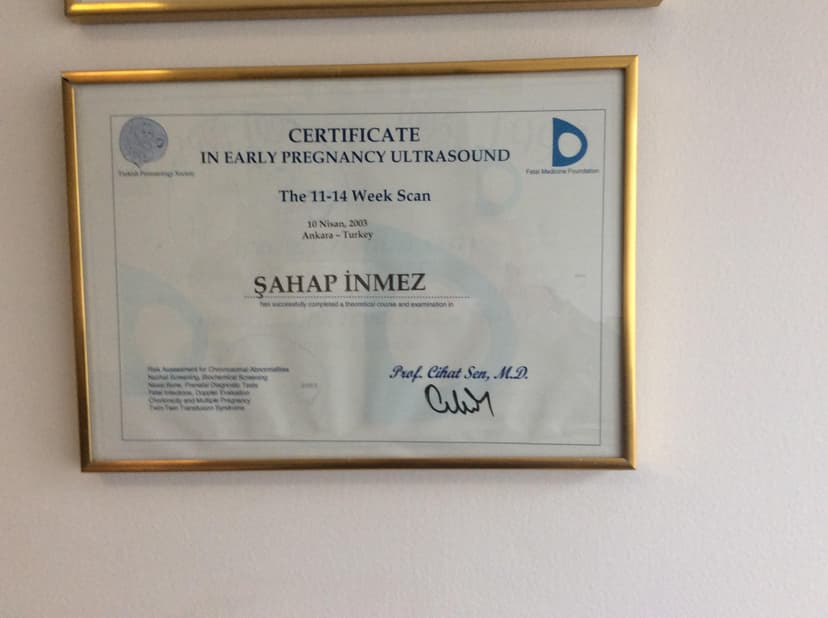 CERTIFICATE
IN EARLY PREGNANCY ULTRASOUND
Turkish Perinatology Society
Fetal Medicine Foundation
The 11-14 Week Scan
10 Nisan, 2003
Ankara – Turkey
ŞAHAP İNMEZ
has successfully completed a theoretical course and examination in
Risk Assessment for Chromosomal Abnormalities
Nuchal Screening, Biochemical Screening
Nasal Bone, Prenatal Diagnostic Tests
Fetal Infections, Doppler Evaluation
Chorionicity and Multiple Pregnancy
Twin-Twin Transfusion Syndrome
Prof. Cihat Sen, M.D.